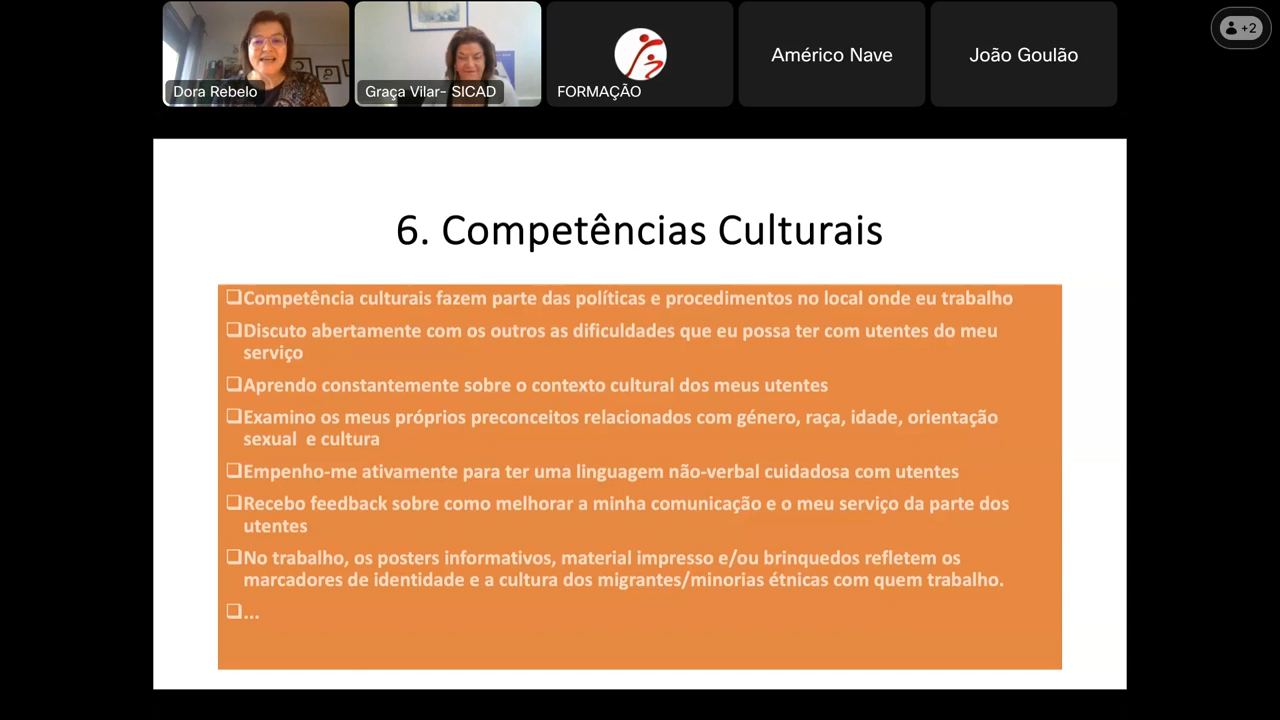 Dora Rebelo
Graça Vilar- SICAD
FORMAÇÃO
Américo Nave
João Goulão
+2
6. Competências Culturais
❑Competência culturais fazem parte das políticas e procedimentos no local onde eu trabalho
❑Discuto abertamente com os outros as dificuldades que eu possa ter com utentes do meu
serviço
❑Aprendo constantemente sobre o contexto cultural dos meus utentes
❑Examino os meus próprios preconceitos relacionados com género, raça, idade, orientação
sexual e cultura
❑Empenho-me ativamente para ter uma linguagem não-verbal cuidadosa com utentes
❑Recebo feedback sobre como melhorar a minha comunicação e o meu serviço da parte dos
utentes
❑No trabalho, os posters informativos, material impresso e/ou brinquedos refletem os
marcadores de identidade e a cultura dos migrantes/minorias étnicas com quem trabalho.
❑...